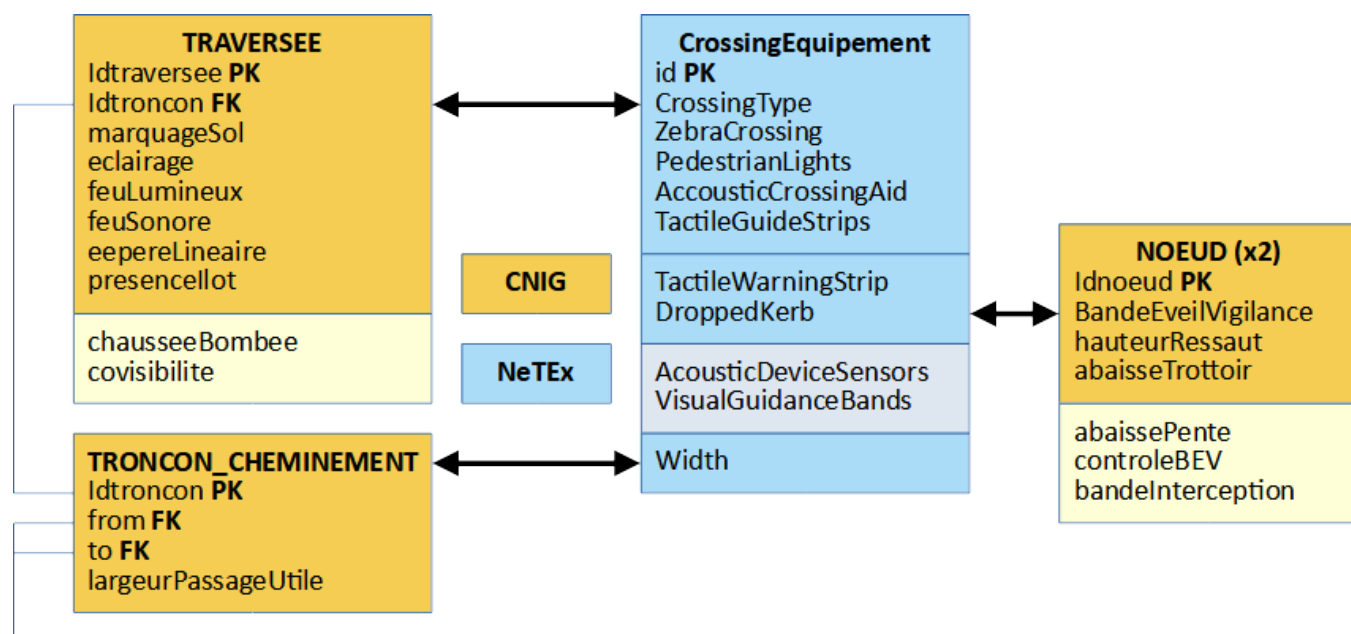 TRAVERSEE
Idtraversee PK
Idtroncon FK
marquageSol
eclairage
feuLumineux
feuSonore
eepereLineaire
presenceIlot
chausseeBombee
covisibilite
TRONCON_CHEMINEMENT
Idtroncon PK
from FK
to FK
largeurPassageUtile
CNIG
NeTEx
CrossingEquipement
id PK
CrossingType
ZebraCrossing
PedestrianLights
AccousticCrossingAid
TactileGuideStrips
TactileWarningStrip
DroppedKerb
AcousticDeviceSensors
VisualGuidanceBands
Width
NOEUD (x2)
Idnoeud PK
BandeEveilVigilance
hauteurRessaut
abaisseTrottoir
abaissePente
controleBEV
bandeInterception